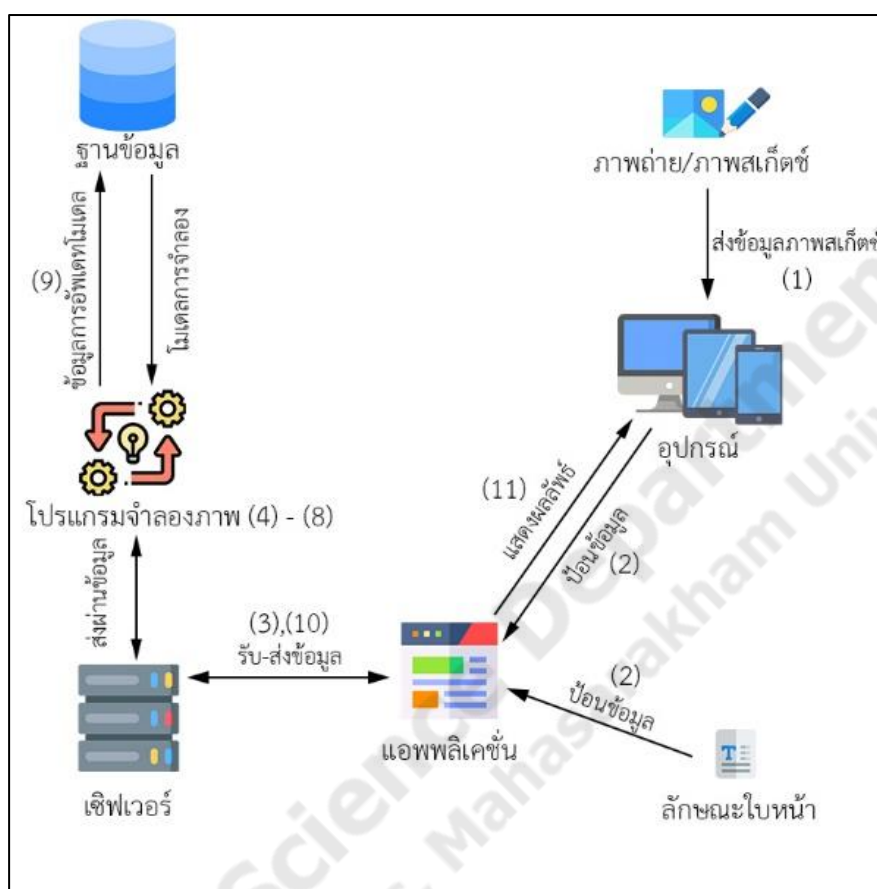 ฐานข้อมูล
ภาพถ่าย/ภาพสเก็ตช์
ส่งข้อมูลภาพสเก็ตช์
(1)
(9)
ข้อมูลการอัพเดทโมเดล
โมเดลการจำลอง
อุปกรณ์
โปรแกรมจำลองภาพ (4) - (8)
(11)
แสดงผลลัพธ์
ป้อนข้อมูล
(2)
ส่งผ่านข้อมูล
(3),(10)
รับ-ส่งข้อมูล
(2)
ป้อนข้อมูล
แอพพลิเคชั่น
T
ลักษณะใบหน้า
เซิฟเวอร์
Science Department
Mahasarakham Uni